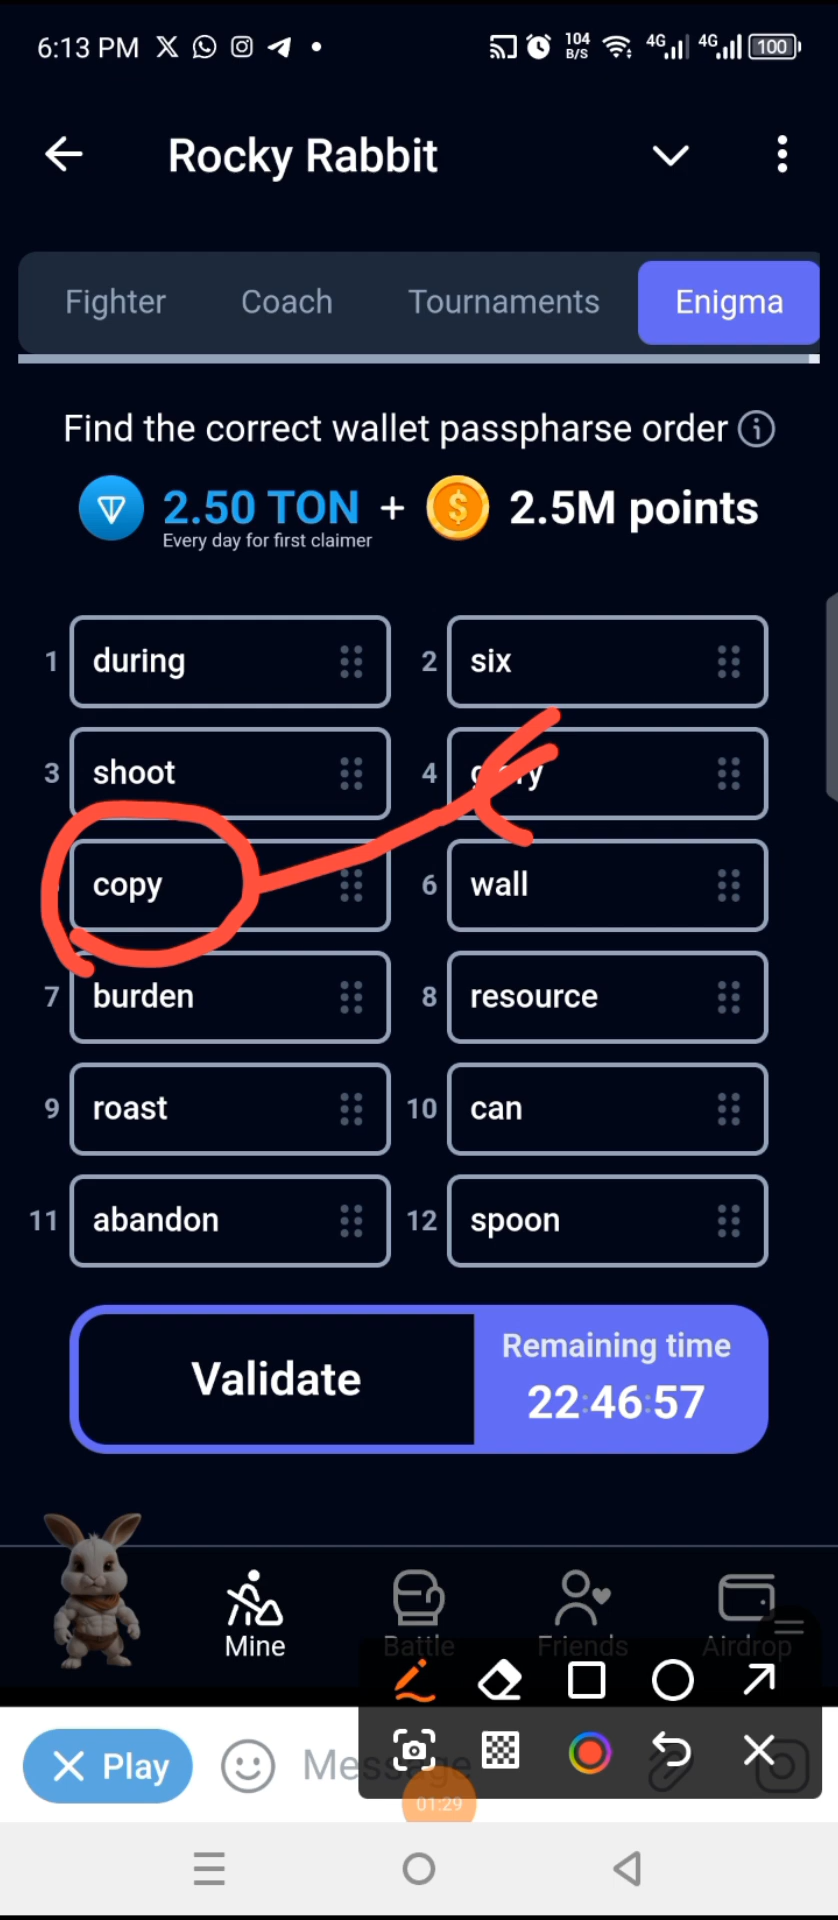 6:13 PM 104 B/S 4G 4G 100
Rocky Rabbit
Fighter Coach Tournaments Enigma
Find the correct wallet passpharse order
2.50 TON + $ 2.5M points
Every day for first claimer
1 during 2 six
3 shoot 4
copy 6 wall
7 burden 8 resource
9 roast 10 can
11 abandon 12 spoon
Validate Remaining time
22:46:57
Mine Battle Friends Airdrop
Play Message
01:29